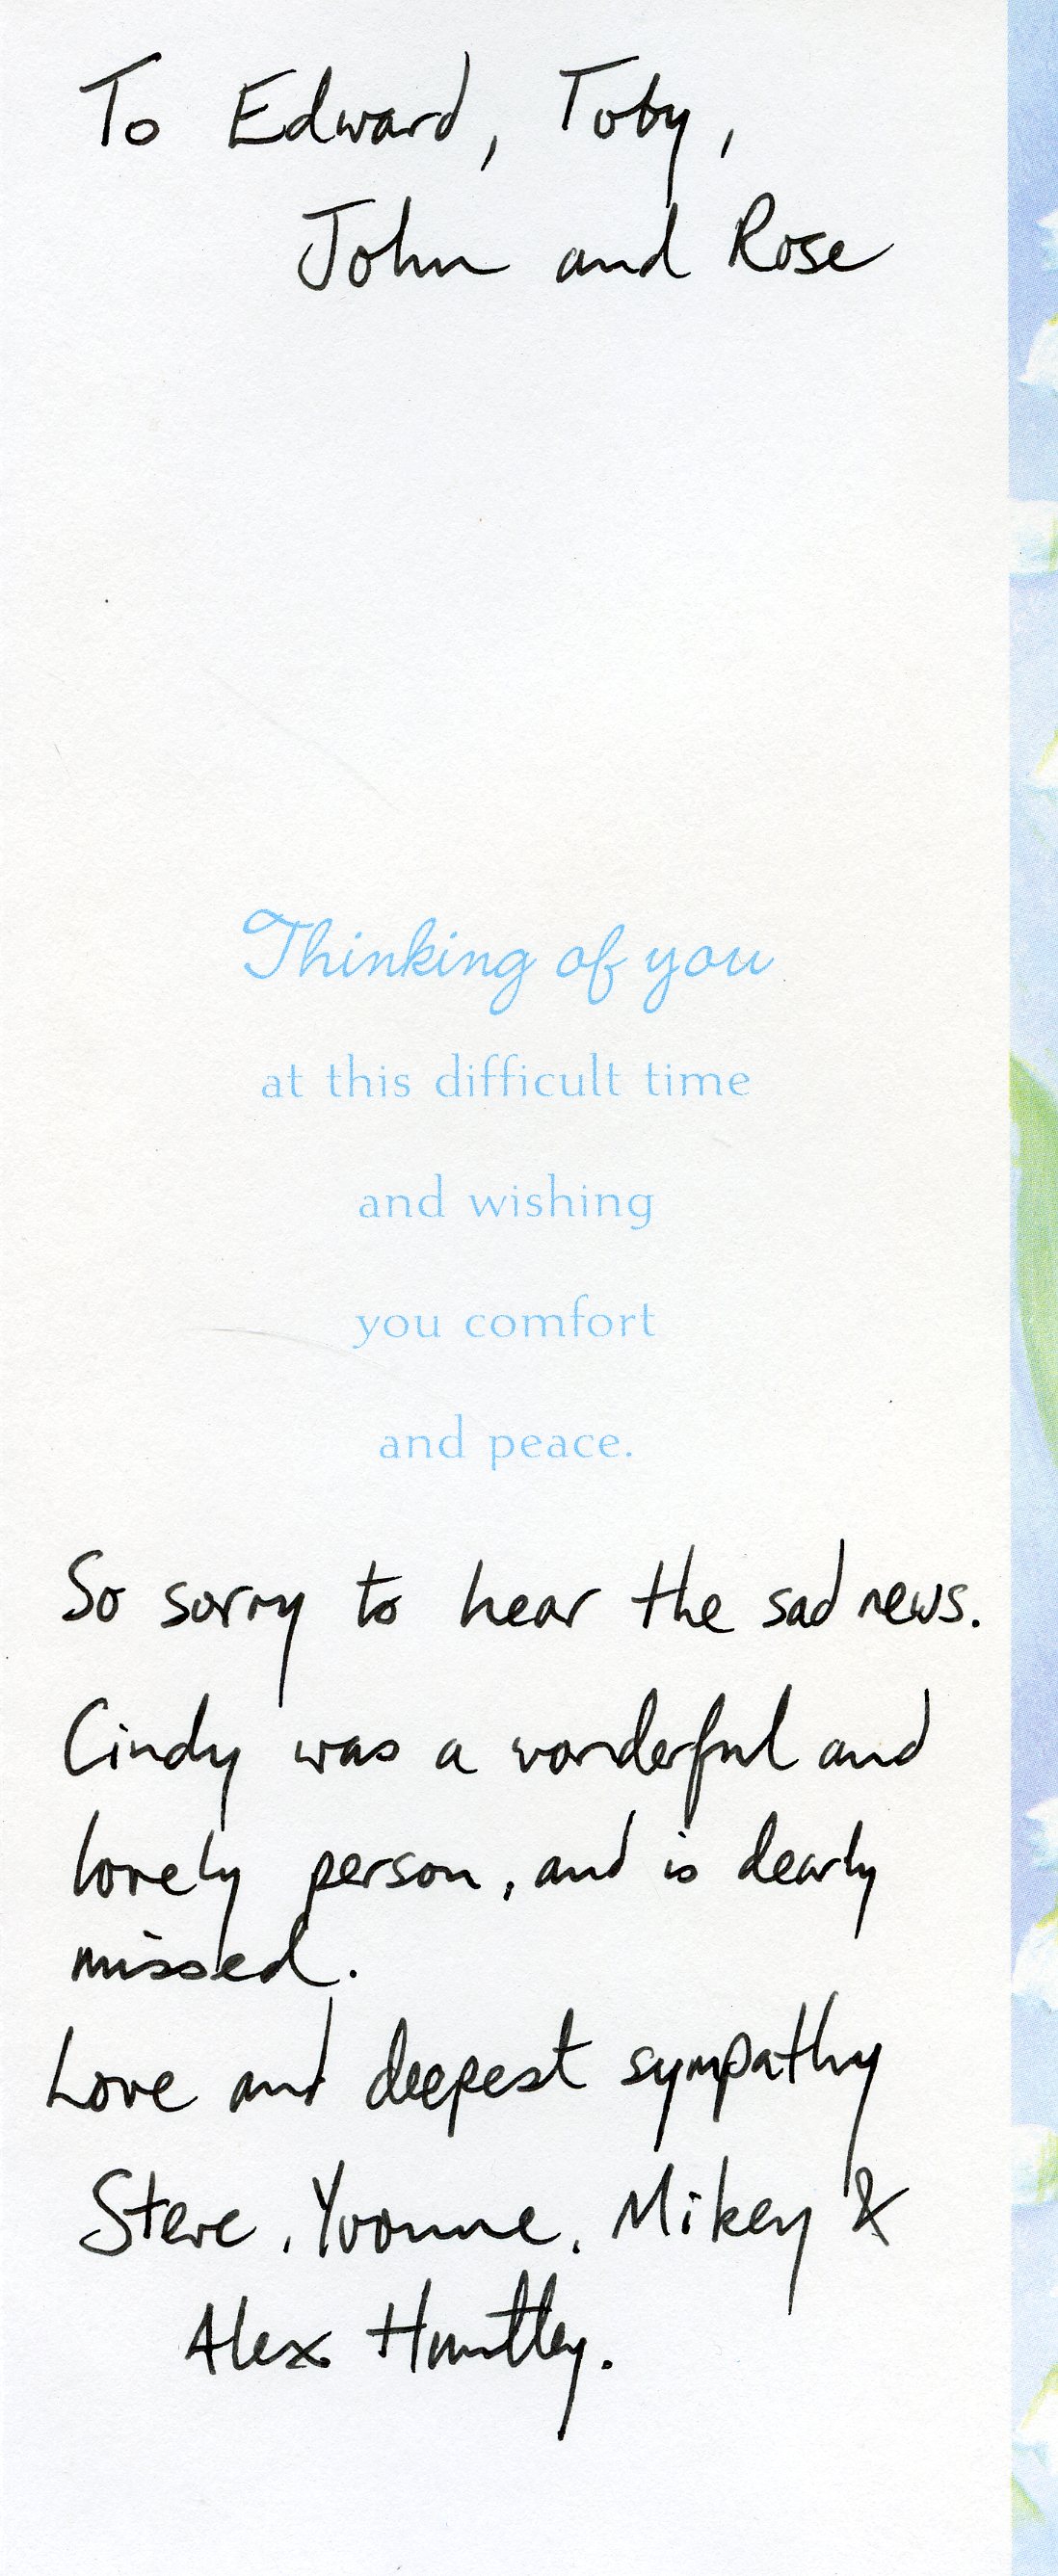 To Edward, Toby,
John and Rose
Thinking of you
at this difficult time
and wishing
you comfort
and peace.
So sorry to hear the sad news.
Cindy was a wonderful and
lovely person, and is dearly
missed.
Love and deepest sympathy
Steve, Yvonne, Mikey &
Alex Huntley.